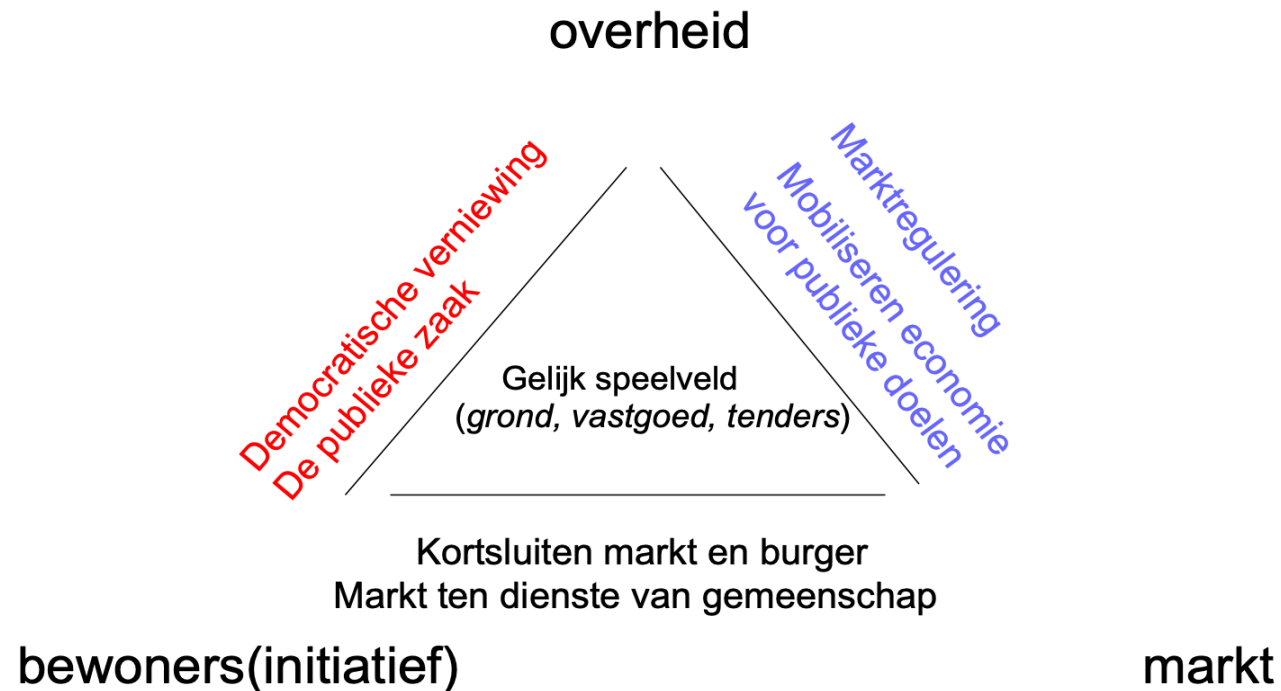 overheid
Democratische verniewing
De publieke zaak
Marktregulering
Mobiliseren economie
voor publieke doelen
Gelijk speelveld
(grond, vastgoed, tenders)
Kortsluiten markt en burger
Markt ten dienste van gemeenschap
bewoners(initiatief)
markt